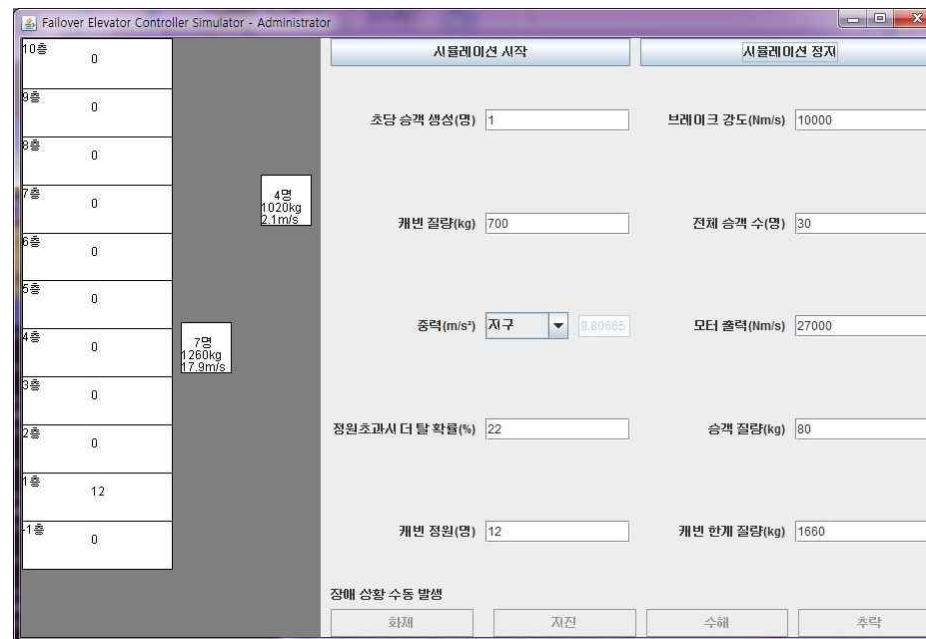 Failover Elevator Controller Simulator - Administrator
10층
0
9층
0
8층
0
7층
0
6층
0
5층
0
4층
0
3층
0
2층
0
1층
12
-1층
0
4명
1020kg
2.1m/s
7명
1260kg
17.9m/s
시뮬레이션 시작
시뮬레이션 정지
초당 승객 생성(명) 1
브레이크 강도(Nm/s) 10000
캐빈 질량(kg) 700
전체 승객 수(명) 30
중력(m/s²) 지구 9.80665
모터 출력(Nm/s) 27000
정원초과시 더 탈 확률(%) 22
승객 질량(kg) 80
캐빈 정원(명) 12
캐빈 한계 질량(kg) 1660
장애 상황 수동 발생
화재
지진
수해
추락